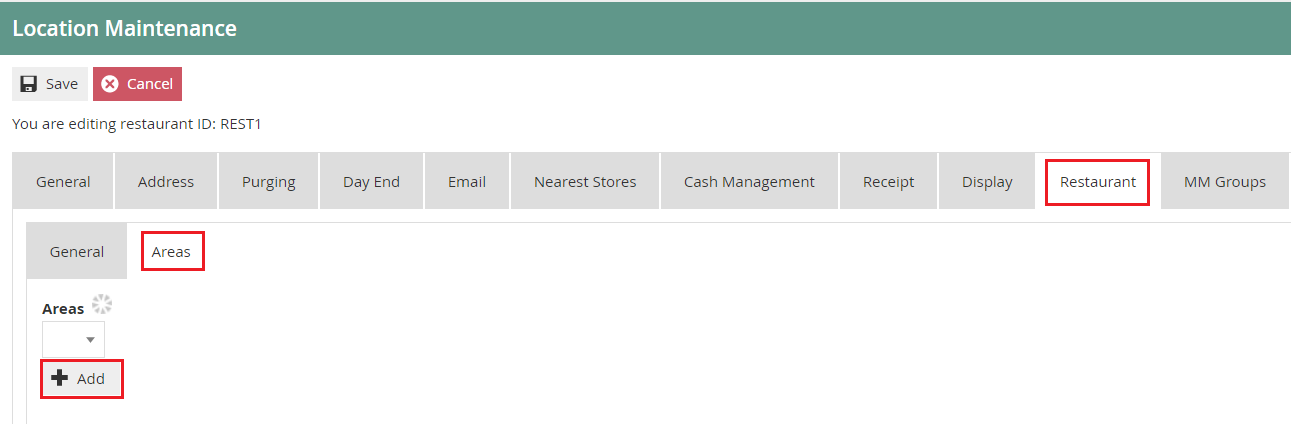 Location Maintenance
Save Cancel
You are editing restaurant ID: REST1
General Address Purging Day End Email Nearest Stores Cash Management Receipt Display Restaurant MM Groups
General Areas
Areas
Add